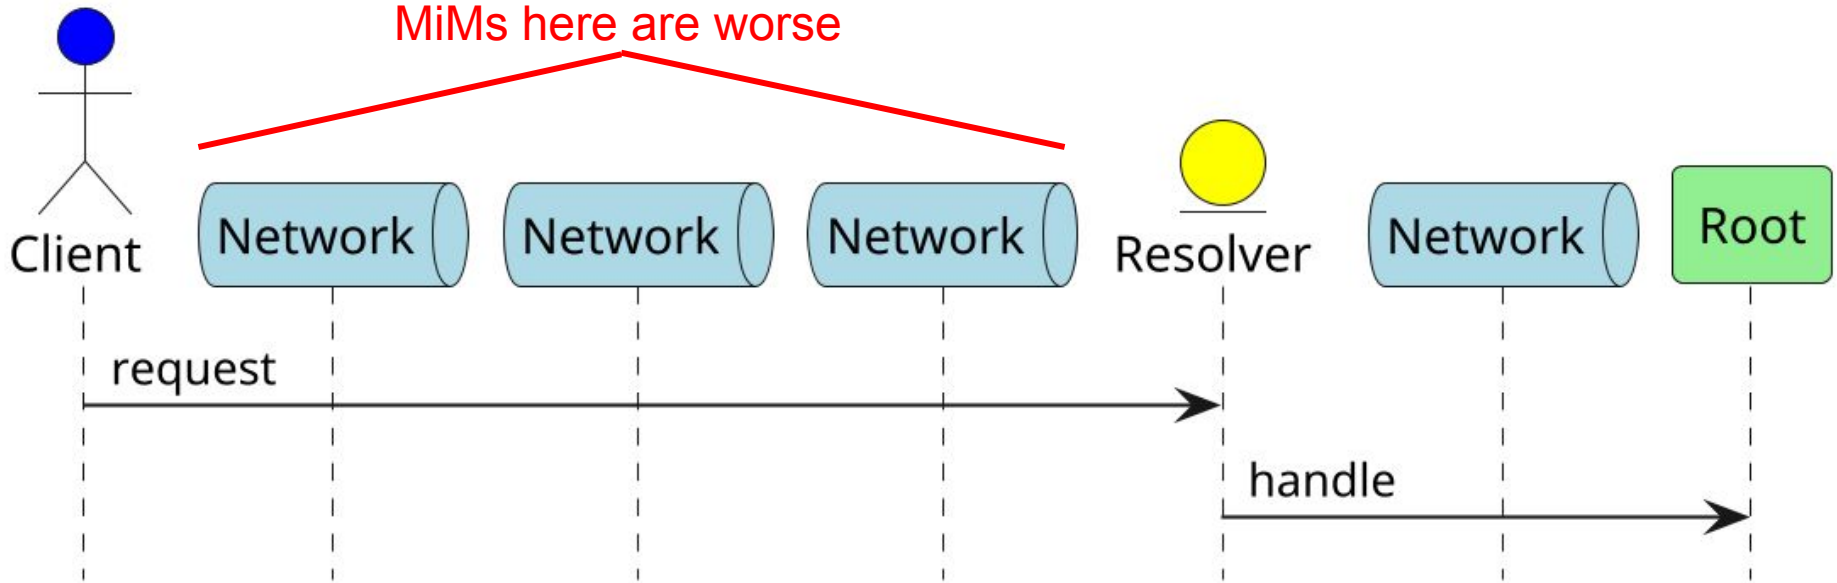 MiMs here are worse
Client
Network
Network
Network
Resolver
Network
Root
request
handle